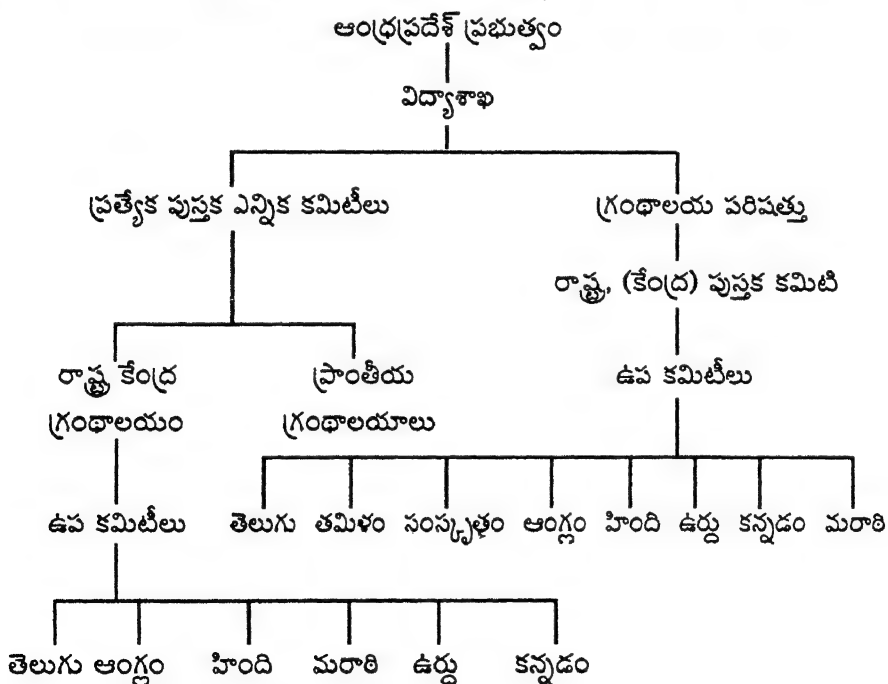 ఆంధ్రప్రదేశ్ ప్రభుత్వం
విద్యాశాఖ
ప్రత్యేక పుస్తక ఎన్నిక కమిటీలు గ్రంథాలయ పరిషత్తు
రాష్ట్ర, (కేంద్ర) పుస్తక కమిటి
రాష్ట్ర కేంద్ర ప్రాంతీయ ఉప కమిటీలు
గ్రంథాలయం గ్రంథాలయాలు
ఉప కమిటీలు తెలుగు తమిళం సంస్కృతం ఆంగ్లం హింది ఉర్దు కన్నడం మరాఠి
తెలుగు ఆంగ్లం హింది మరాఠి ఉర్దు కన్నడం